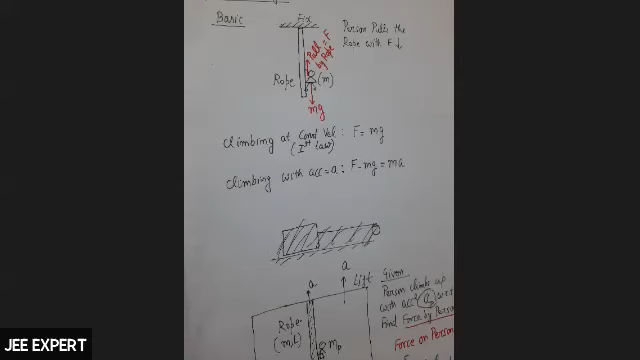 Basic
Fix
Person Pulls the
Rope with F ↓
Pull = F
by Rope
Rope
(m)
mg
Climbing at Const Vel : F = mg
(Ist Law)
Climbing with acc = a : F - mg = ma
a
a
Lift
Given
Person climbs up
with acc
Find Force by Person
Rope
(m, L)
mp
Force on Person
JEE EXPERT